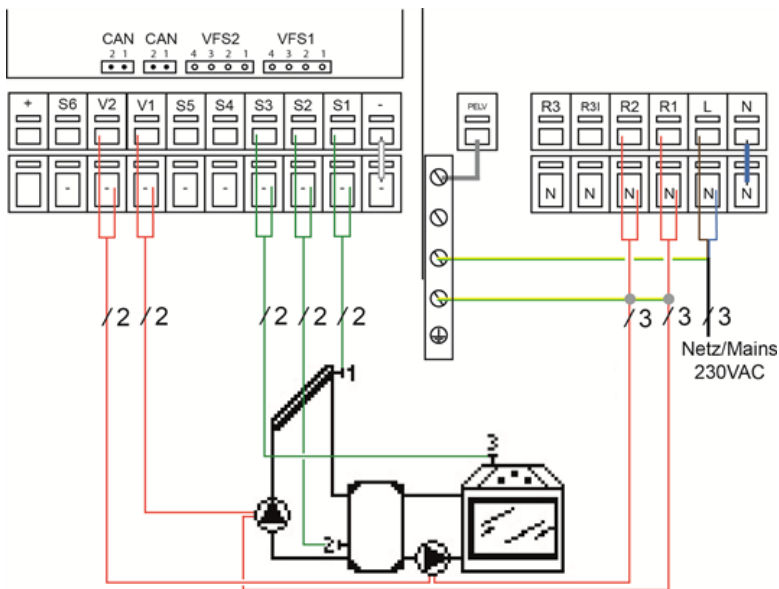 CAN CAN VFS2 VFS1
2 1 2 1 4 3 2 1 4 3 2 1
+ S6 V2 V1 S5 S4 S3 S2 S1 -
PELV
R3 R3I R2 R1 L N
- - - - - - - - -
N N N N N N
/2 /2 /2 /2 /2 /3 /3 /3
Netz/Mains
230VAC
1
3
2